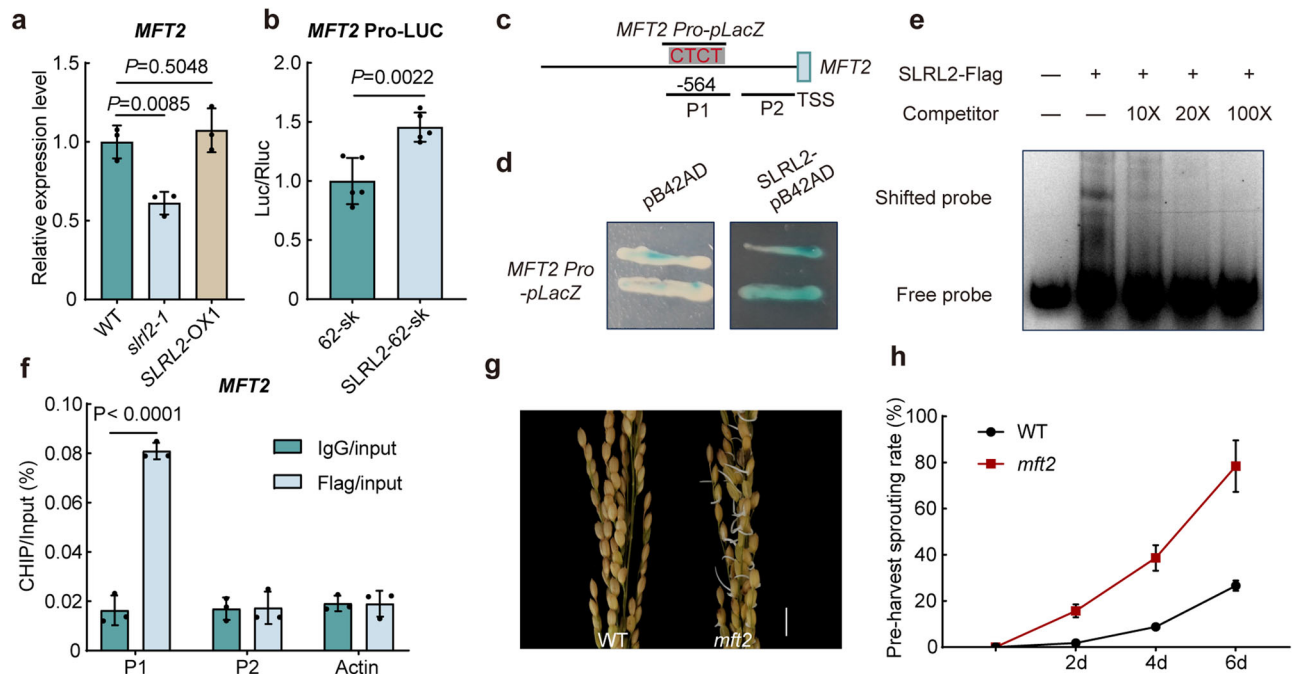 a
MFT2
Relative expression level
1.5
1.0
0.5
0
P=0.5048
P=0.0085
WT
slrl2-1
SLRL2-OX1
b
MFT2 Pro-LUC
Luc/Rluc
2.0
1.5
1.0
0.5
0
P=0.0022
62-sk
SLRL2-62-sk
c
MFT2 Pro-pLacZ
CTCT
MFT2
-564
P1
P2
TSS
d
pB42AD
SLRL2-
pB42AD
MFT2 Pro
-pLacZ
e
SLRL2-Flag — + + + +
Competitor — — 10X 20X 100X
Shifted probe
Free probe
f
MFT2
CHIP/Input (%)
0.10
0.08
0.06
0.04
0.02
0
P< 0.0001
IgG/input
Flag/input
P1
P2
Actin
g
WT
mft2
h
Pre-harvest sprouting rate (%)
100
80
60
40
20
0
WT
mft2
2d
4d
6d